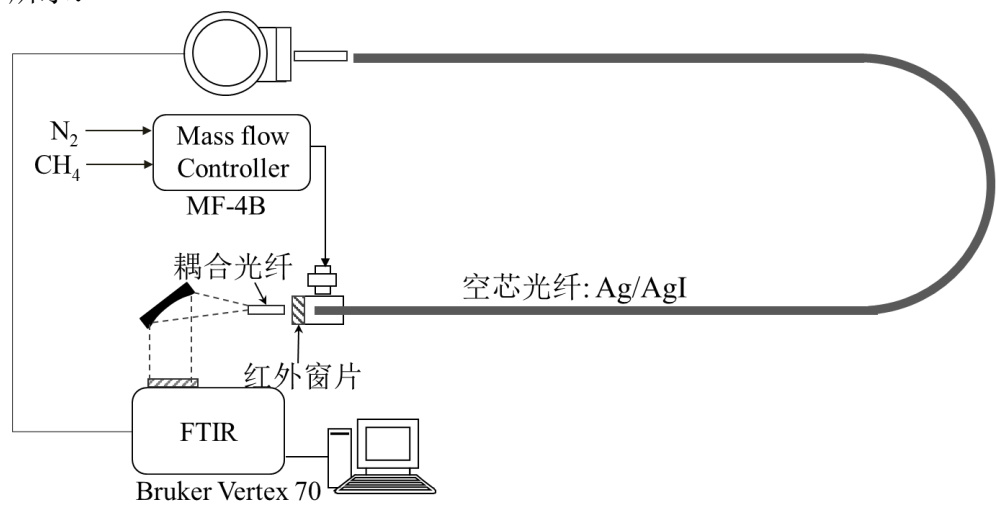 N₂
CH₄
Mass flow
Controller
MF-4B
耦合光纤
空芯光纤: Ag/AgI
红外窗片
FTIR
Bruker Vertex 70